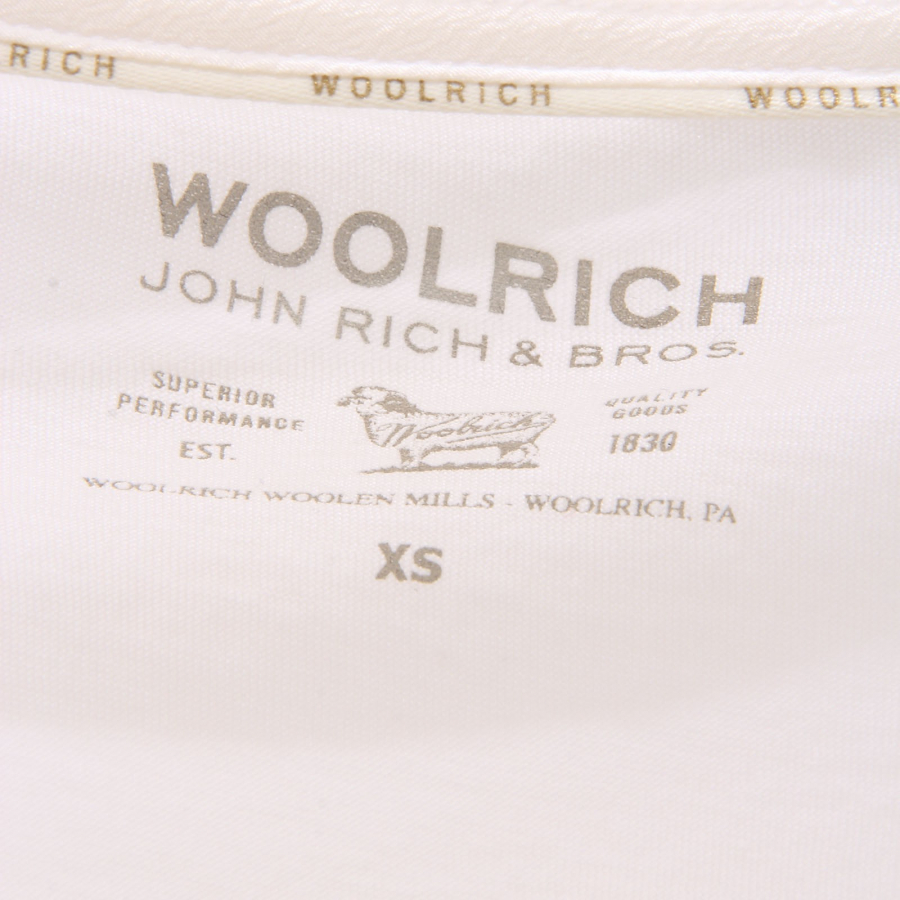 RICH WOOLRICH WOOLR
WOOLRICH
JOHN RICH & BROS.
SUPERIOR
PERFORMANCE
EST.
Woolrich
QUALITY
GOODS
1830
WOOLRICH WOOLEN MILLS - WOOLRICH, PA
XS